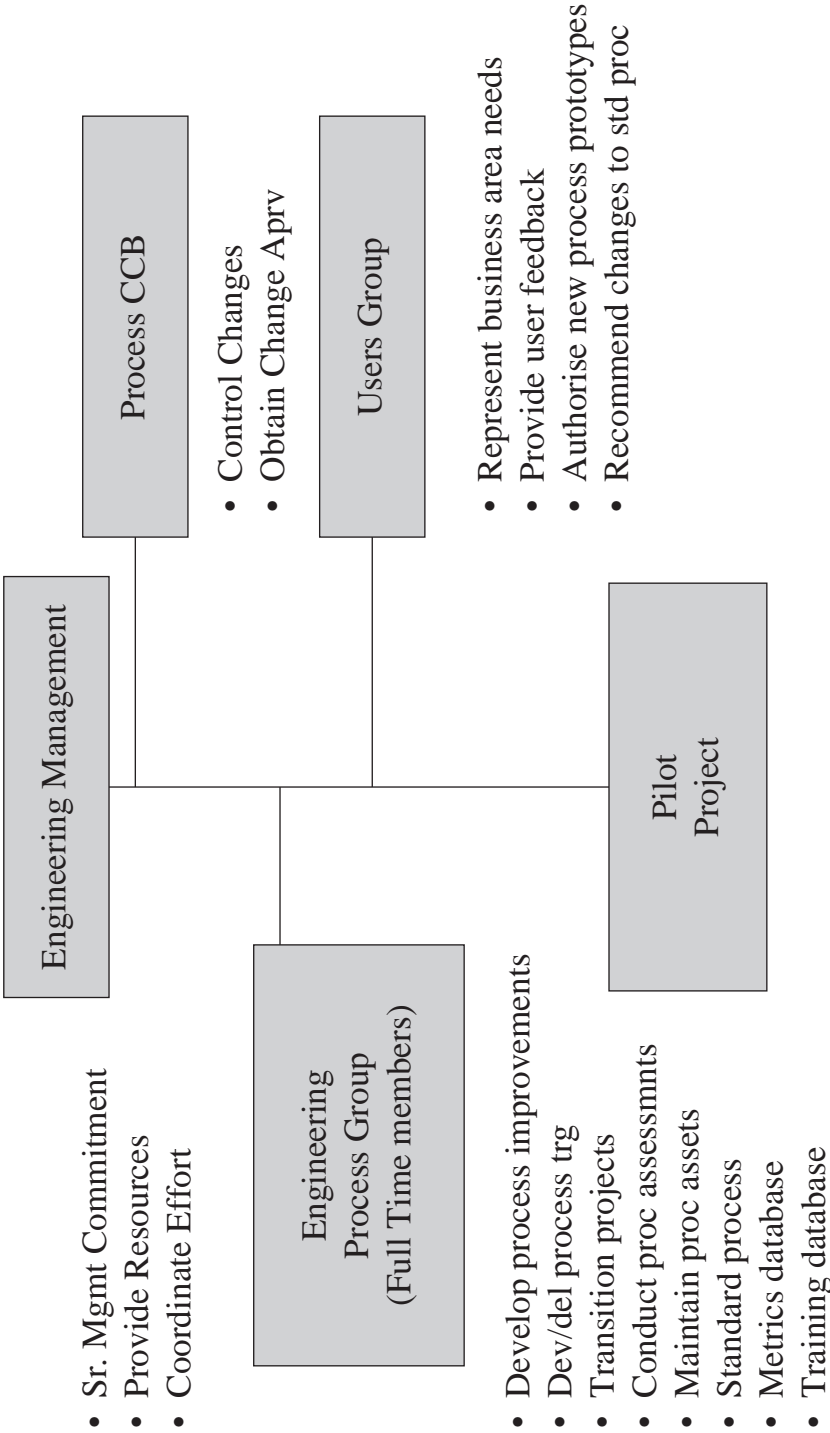 Engineering Management
• Sr. Mgmt Commitment
• Provide Resources
• Coordinate Effort
Process CCB
• Control Changes
• Obtain Change Aprv
Engineering
Process Group
(Full Time members)
• Develop process improvements
• Dev/del process trg
• Transition projects
• Conduct proc assessmnts
• Maintain proc assets
• Standard process
• Metrics database
• Training database
Users Group
• Represent business area needs
• Provide user feedback
• Authorise new process prototypes
• Recommend changes to std proc
Pilot
Project